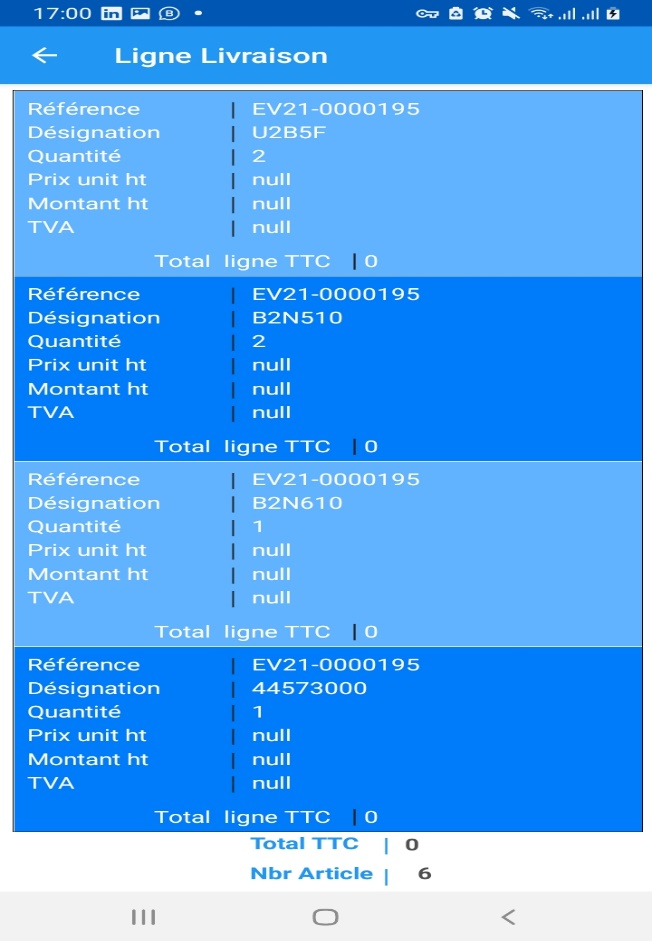 17:00
Ligne Livraison
Référence | EV21-0000195
Désignation | U2B5F
Quantité | 2
Prix unit ht | null
Montant ht | null
TVA | null
Total ligne TTC | 0
Référence | EV21-0000195
Désignation | B2N510
Quantité | 2
Prix unit ht | null
Montant ht | null
TVA | null
Total ligne TTC | 0
Référence | EV21-0000195
Désignation | B2N610
Quantité | 1
Prix unit ht | null
Montant ht | null
TVA | null
Total ligne TTC | 0
Référence | EV21-0000195
Désignation | 44573000
Quantité | 1
Prix unit ht | null
Montant ht | null
TVA | null
Total ligne TTC | 0
Total TTC | 0
Nbr Article | 6